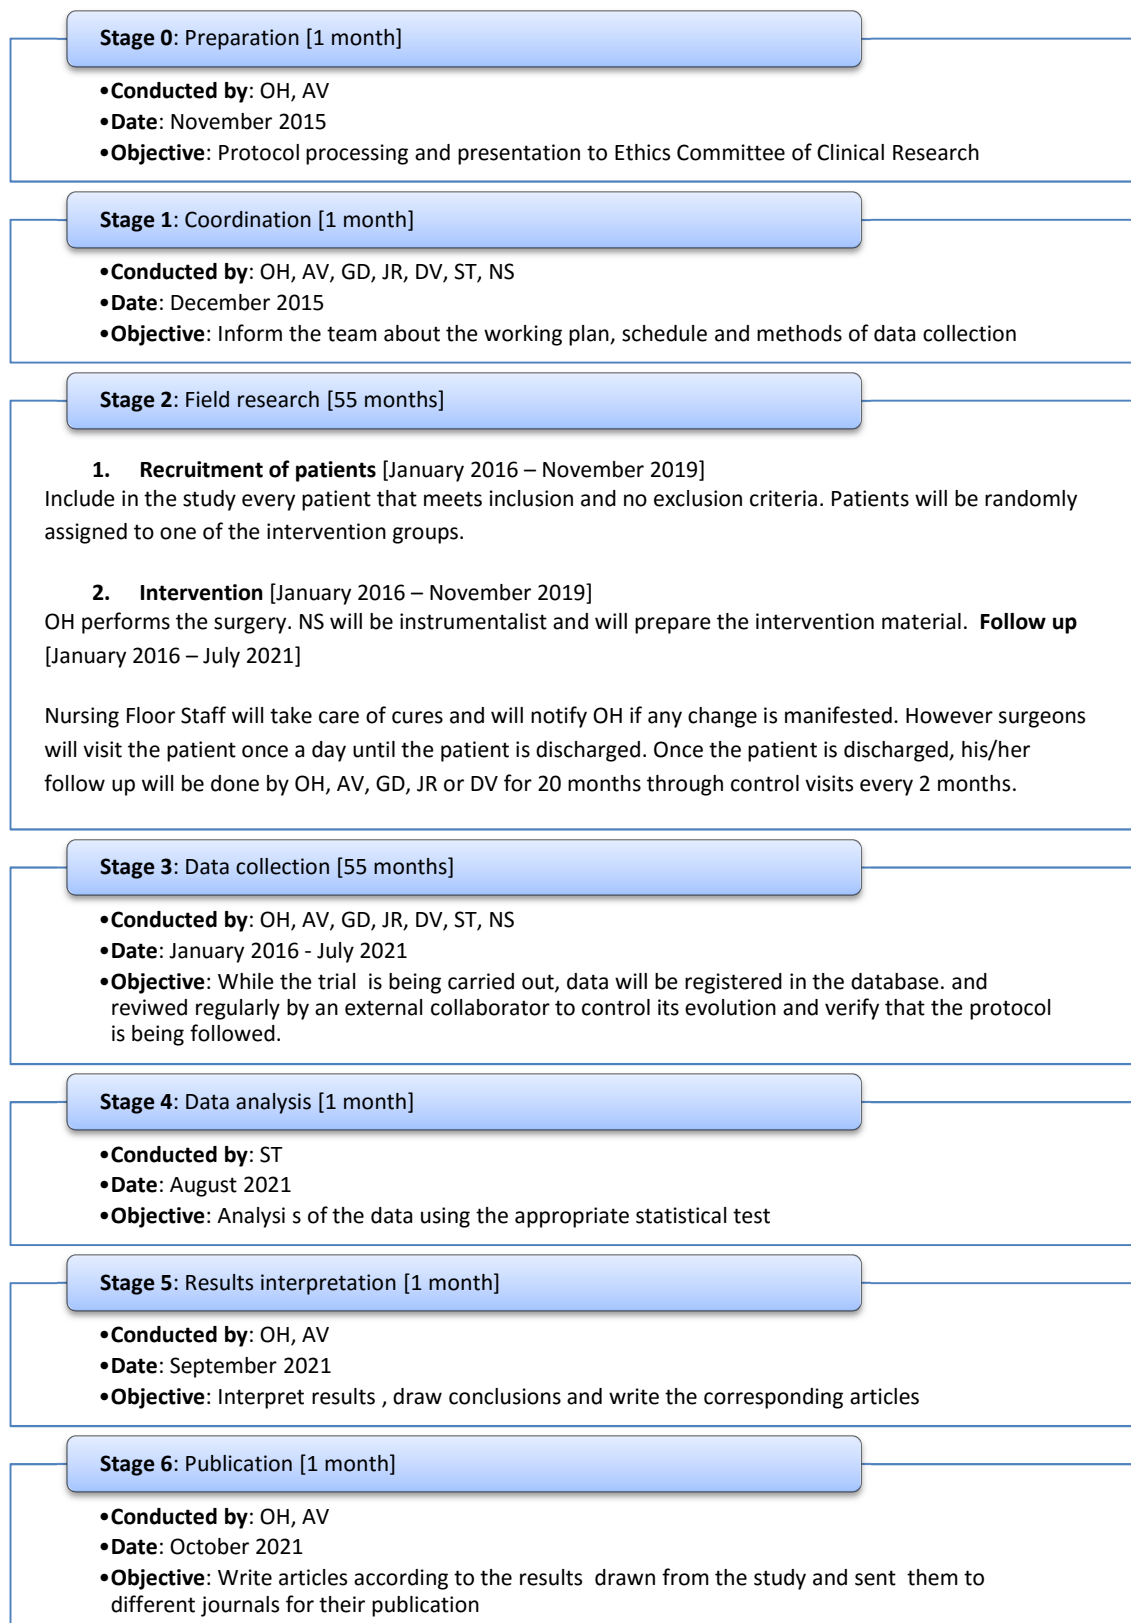 Stage 0: Preparation [1 month]
•Conducted by: OH, AV
•Date: November 2015
•Objective: Protocol processing and presentation to Ethics Committee of Clinical Research
Stage 1: Coordination [1 month]
•Conducted by: OH, AV, GD, JR, DV, ST, NS
•Date: December 2015
•Objective: Inform the team about the working plan, schedule and methods of data collection
Stage 2: Field research [55 months]
1. Recruitment of patients [January 2016 – November 2019]
Include in the study every patient that meets inclusion and no exclusion criteria. Patients will be randomly
assigned to one of the intervention groups.
2. Intervention [January 2016 – November 2019]
OH performs the surgery. NS will be instrumentalist and will prepare the intervention material. Follow up
[January 2016 – July 2021]
Nursing Floor Staff will take care of cures and will notify OH if any change is manifested. However surgeons
will visit the patient once a day until the patient is discharged. Once the patient is discharged, his/her
follow up will be done by OH, AV, GD, JR or DV for 20 months through control visits every 2 months.
Stage 3: Data collection [55 months]
•Conducted by: OH, AV, GD, JR, DV, ST, NS
•Date: January 2016 - July 2021
•Objective: While the trial is being carried out, data will be registered in the database. and
reviwed regularly by an external collaborator to control its evolution and verify that the protocol
is being followed.
Stage 4: Data analysis [1 month]
•Conducted by: ST
•Date: August 2021
•Objective: Analysi s of the data using the appropriate statistical test
Stage 5: Results interpretation [1 month]
•Conducted by: OH, AV
•Date: September 2021
•Objective: Interpret results , draw conclusions and write the corresponding articles
Stage 6: Publication [1 month]
•Conducted by: OH, AV
•Date: October 2021
•Objective: Write articles according to the results drawn from the study and sent them to
different journals for their publication